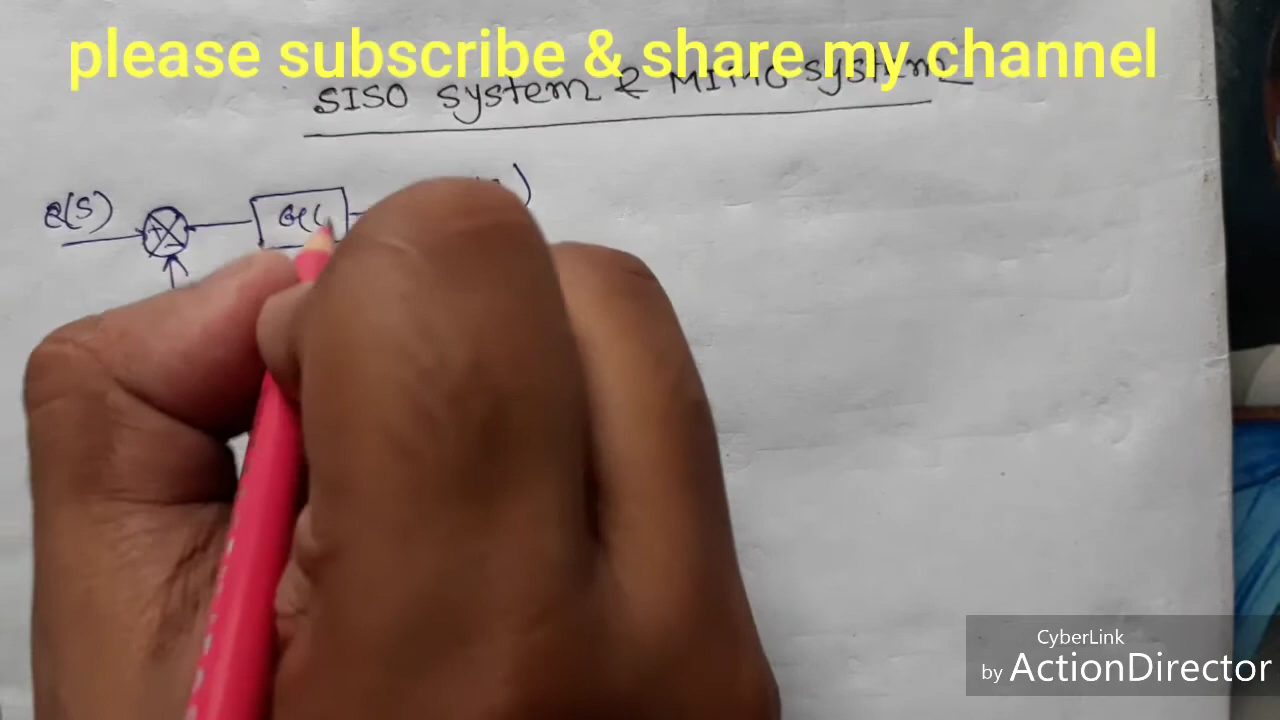 please subscribe & share my channel
SISO system & MIMO system
R(S)
+
-
G(
)
CyberLink
by ActionDirector